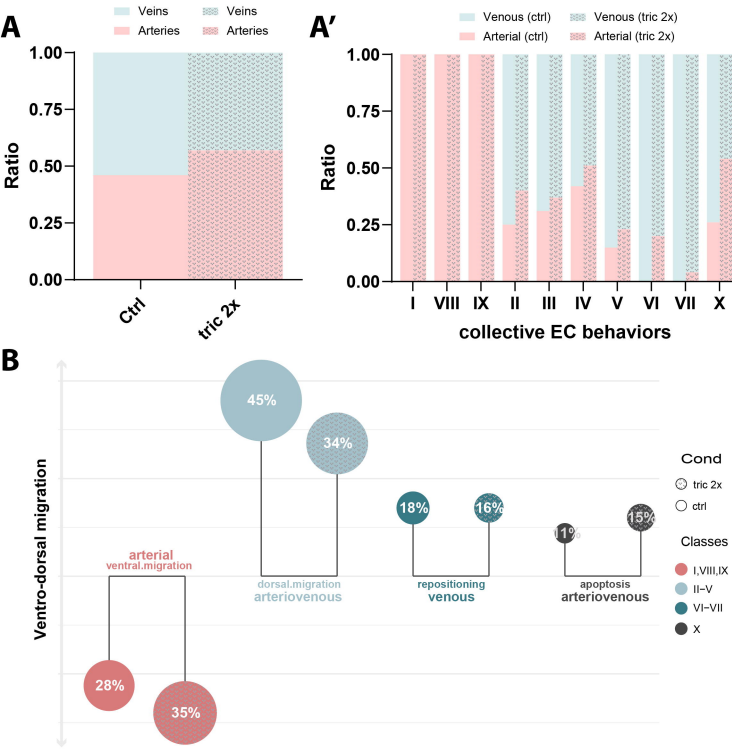 A
Veins
Veins
Arteries
Arteries
Ratio
1.00
0.75
0.50
0.25
0.00
Ctrl
tric 2x
A’
Venous (ctrl)
Venous (tric 2x)
Arterial (ctrl)
Arterial (tric 2x)
Ratio
1.00
0.75
0.50
0.25
0.00
I VIII IX II III IV V VI VII X
collective EC behaviors
B
Ventro-dorsal migration
45%
34%
18%
16%
11%
15%
arterial
ventral.migration
dorsal.migration
arteriovenous
repositioning
venous
apoptosis
arteriovenous
28%
35%
Cond
tric 2x
ctrl
Classes
I,VIII,IX
II–V
VI–VII
X